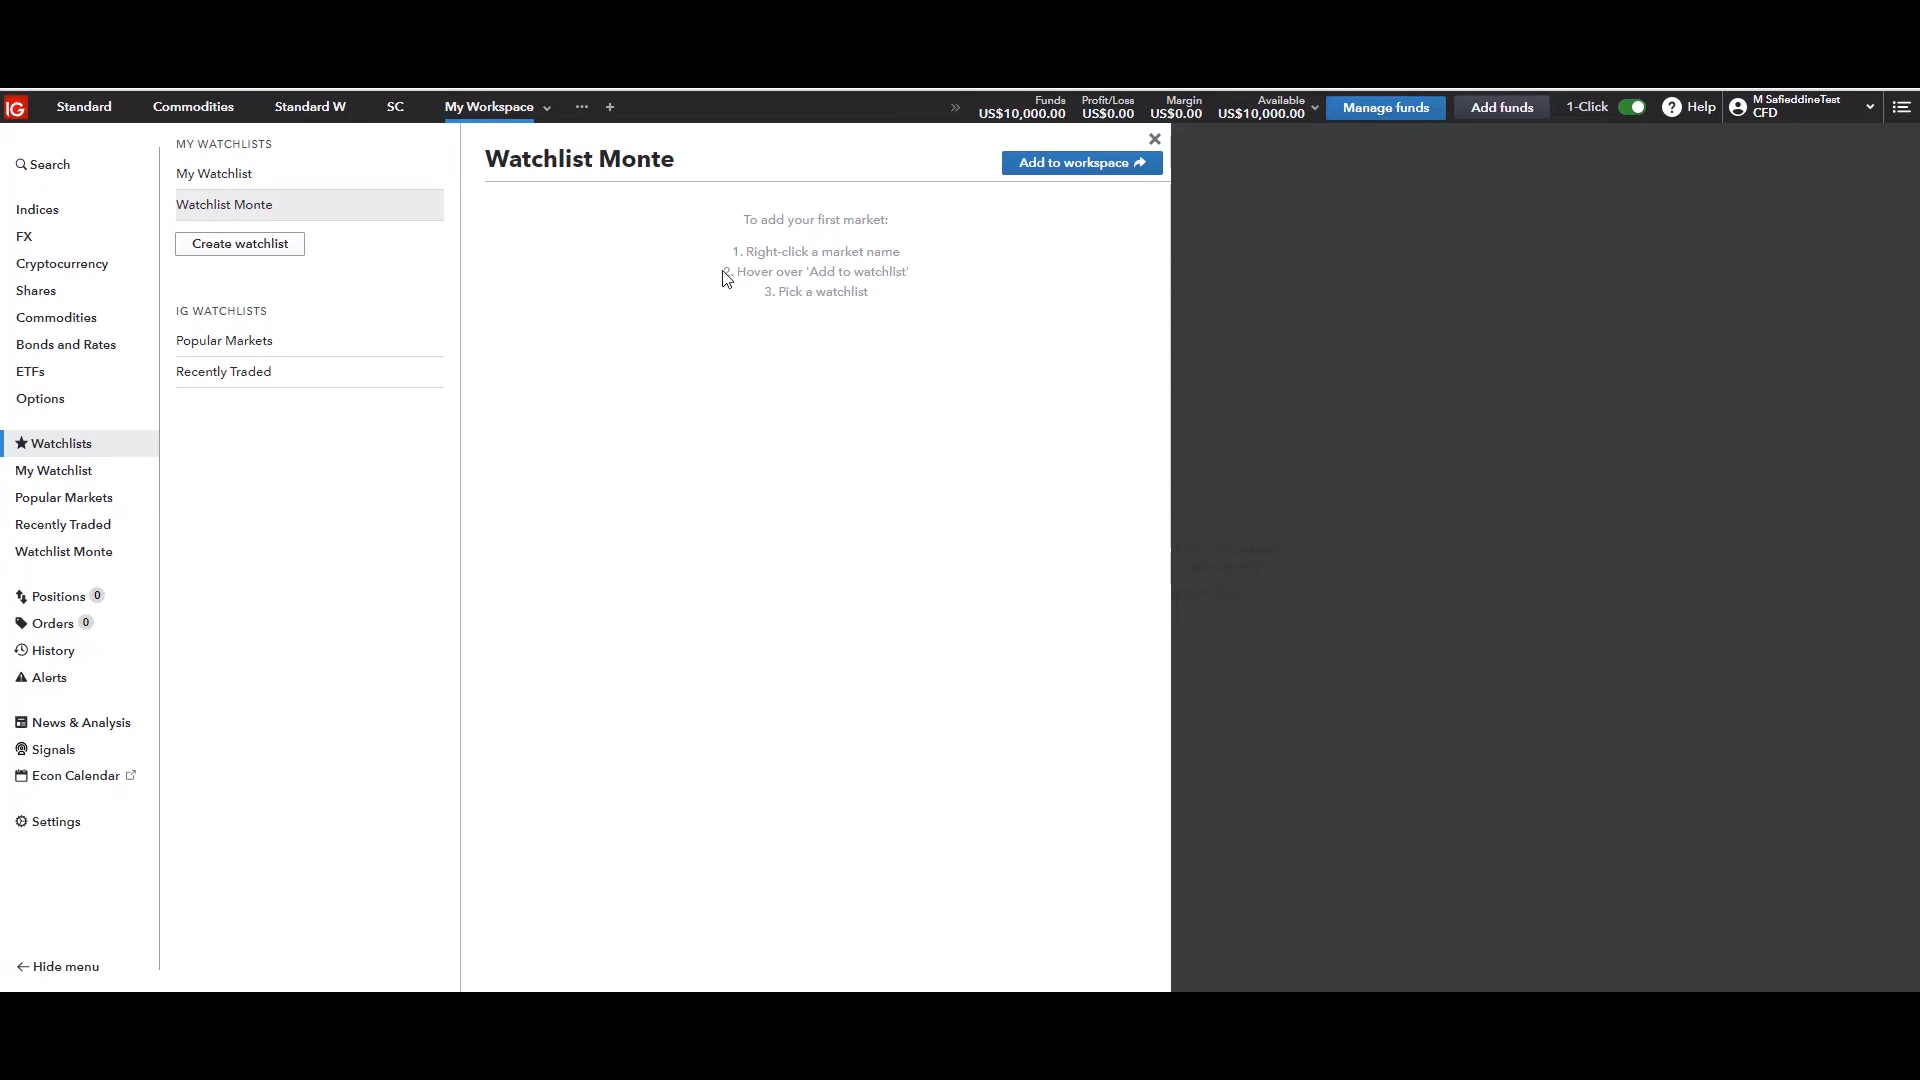 IG
Standard
Commodities
Standard W
SC
My Workspace
Funds
US$10,000.00
Profit/Loss
US$0.00
Margin
US$0.00
Available
US$10,000.00
Manage funds
Add funds
1-Click
? Help
M SafieddineTest
CFD
Search
Indices
FX
Cryptocurrency
Shares
Commodities
Bonds and Rates
ETFs
Options
Watchlists
My Watchlist
Popular Markets
Recently Traded
Watchlist Monte
Positions 0
Orders 0
History
Alerts
News & Analysis
Signals
Econ Calendar
Settings
Hide menu
MY WATCHLISTS
My Watchlist
Watchlist Monte
Create watchlist
IG WATCHLISTS
Popular Markets
Recently Traded
Watchlist Monte
Add to workspace
To add your first market:
1. Right-click a market name
2. Hover over 'Add to watchlist'
3. Pick a watchlist